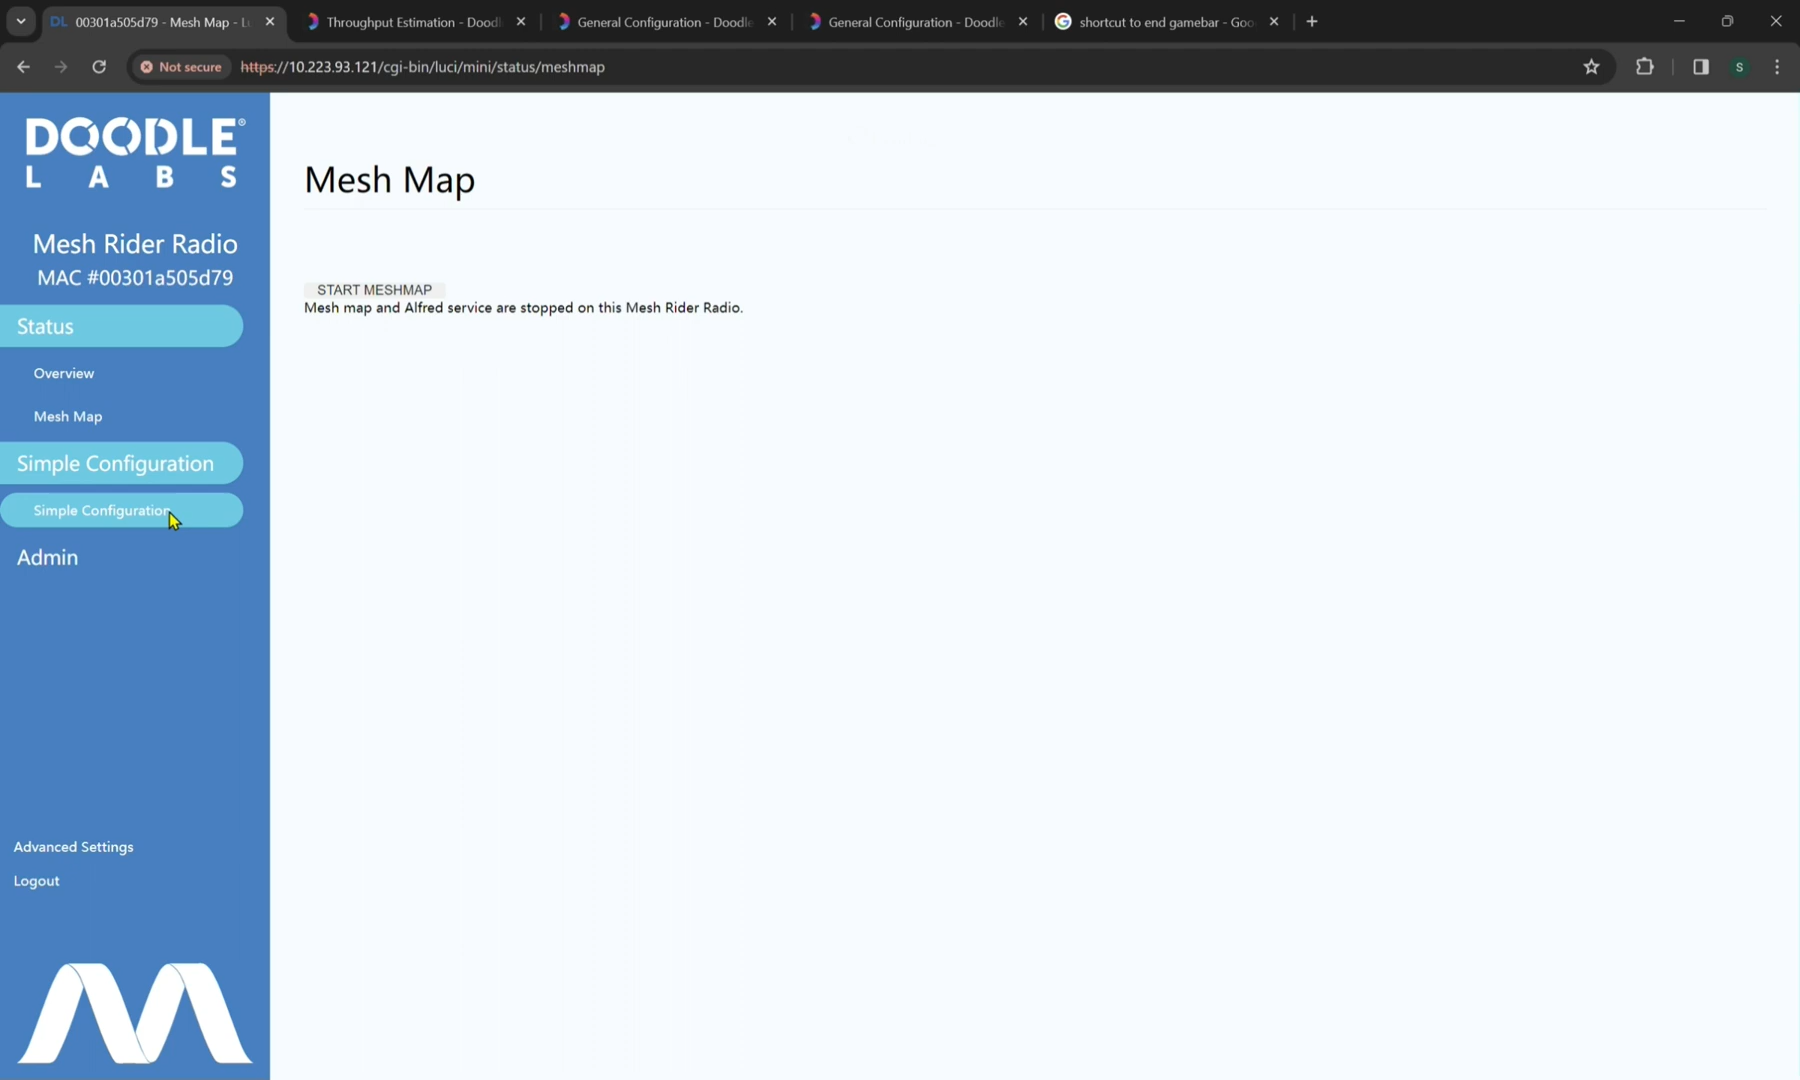 00301a505d79 - Mesh Map - L
Throughput Estimation - Doodl
General Configuration - Doodle
General Configuration - Doodle
shortcut to end gamebar - Goo
Not secure
https://10.223.93.121/cgi-bin/luci/mini/status/meshmap
S
DOODLE®
LABS
Mesh Rider Radio
MAC #00301a505d79
Status
Overview
Mesh Map
Simple Configuration
Simple Configuration
Admin
Advanced Settings
Logout
Mesh Map
START MESHMAP
Mesh map and Alfred service are stopped on this Mesh Rider Radio.